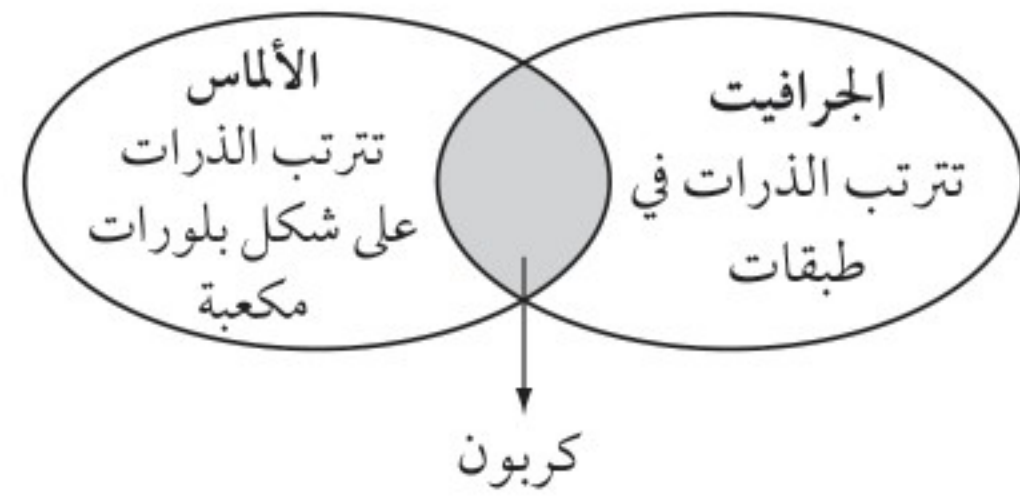 الجرافيت
تترتب الذرات في
طبقات
الألماس
تترتب الذرات
على شكل بلورات
مكعبة
كربون